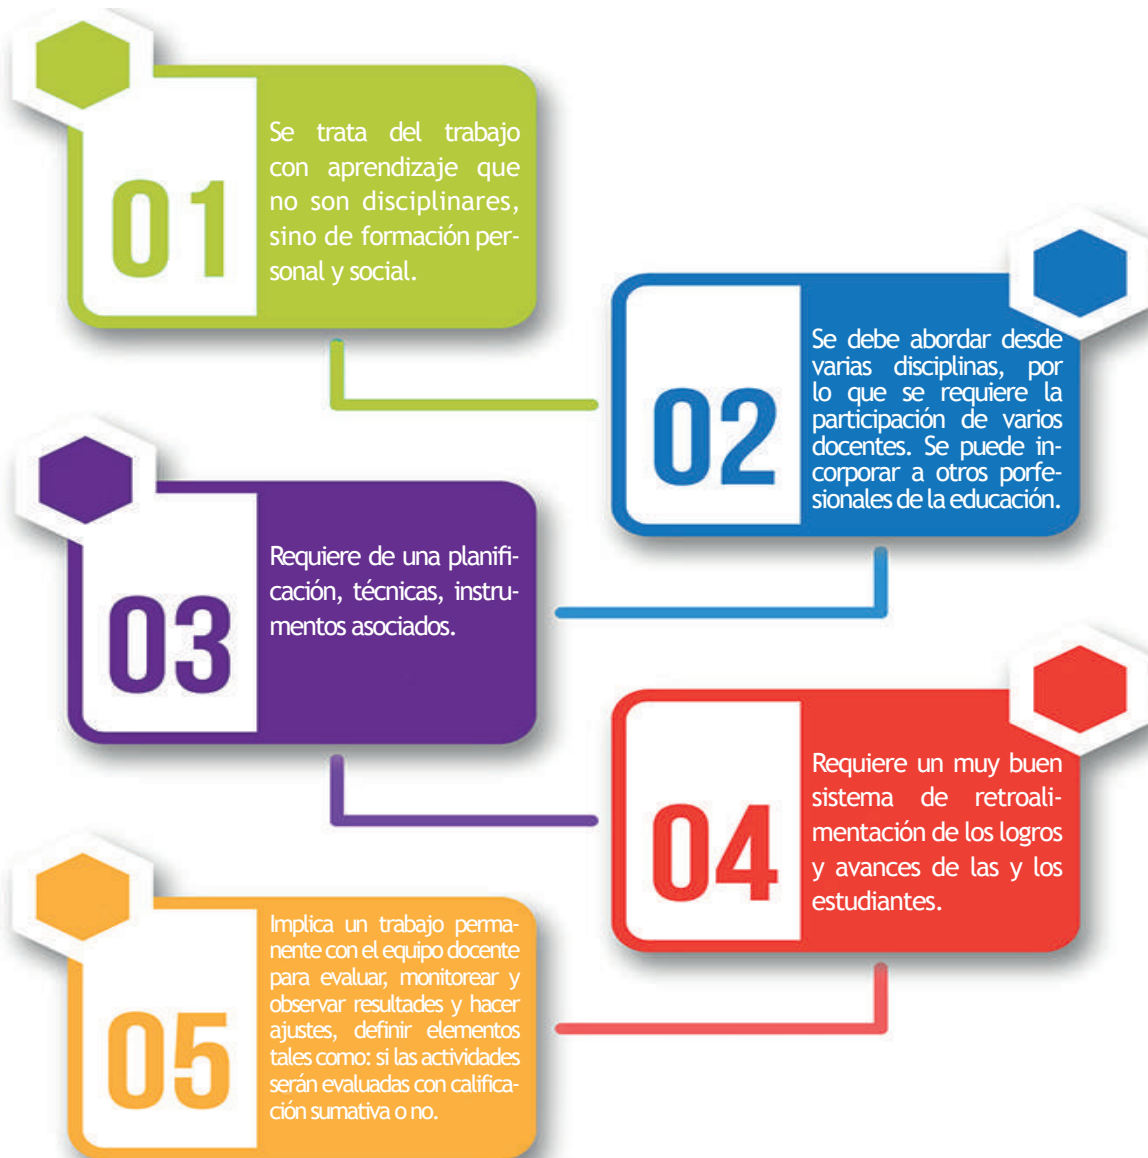 01
Se trata del trabajo
con aprendizaje que
no son disciplinares,
sino de formación per-
sonal y social.
02
Se debe abordar desde
varias disciplinas, por
lo que se requiere la
participación de varios
docentes. Se puede in-
corporar a otros porfe-
sionales de la educación.
03
Requiere de una planifi-
cación, técnicas, instru-
mentos asociados.
04
Requiere un muy buen
sistema de retroali-
mentación de los logros
y avances de las y los
estudiantes.
05
Implica un trabajo perma-
nente con el equipo docente
para evaluar, monitorear y
observar resultades y hacer
ajustes, definir elementos
tales como: si las actividades
serán evaluadas con califica-
ción sumativa o no.